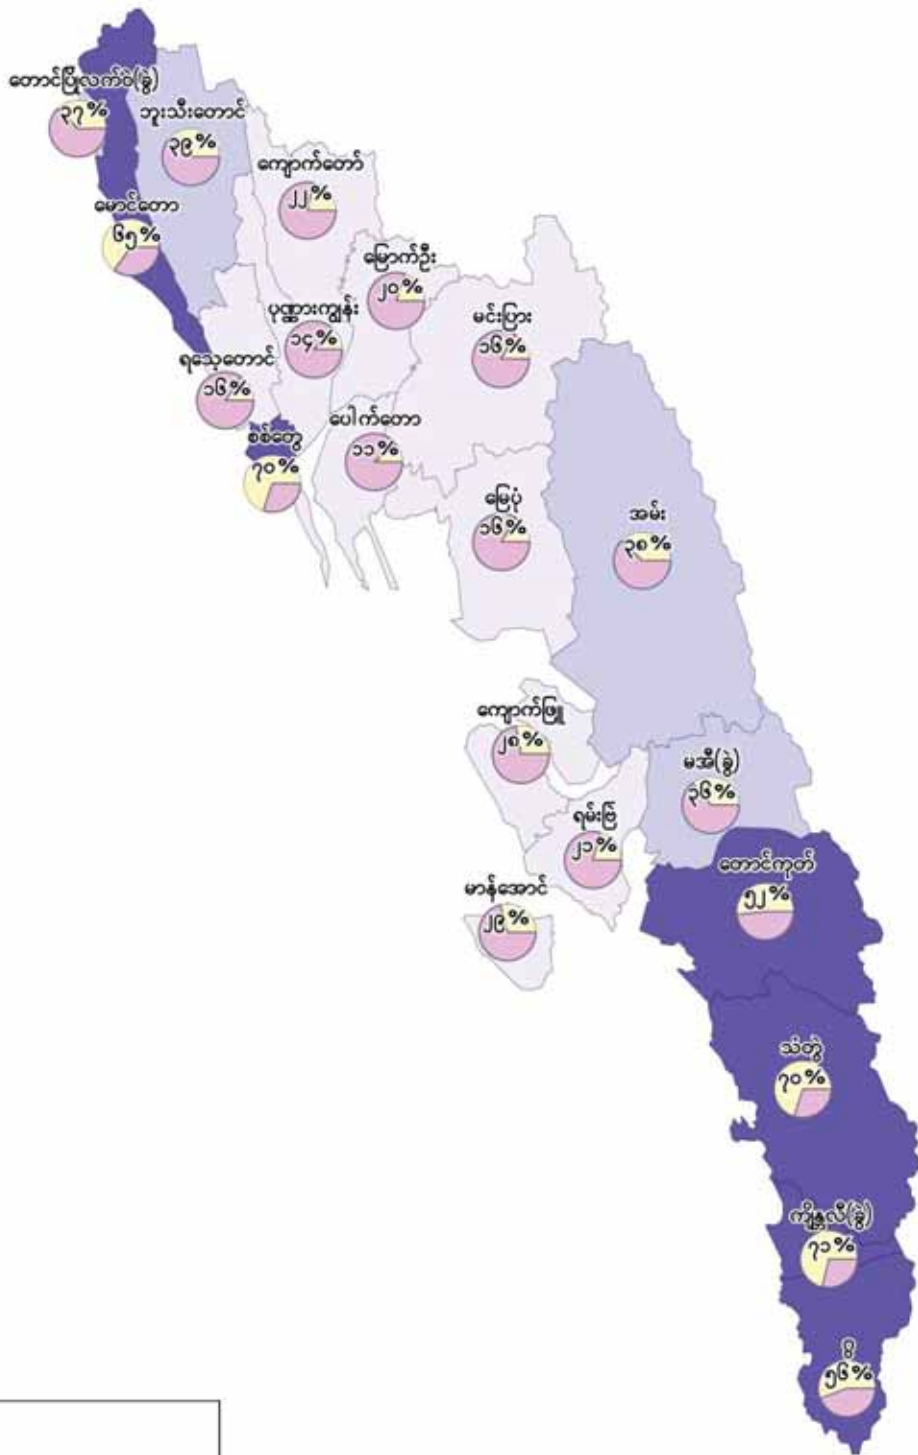 တောင်ပြိုလက်ဝဲ(ခွဲ)
၃၇%
ဘူးသီးတောင်
၃၉%
ကျောက်တော်
၂၂%
မောင်တော
၆၅%
မြောက်ဦး
၂၀%
ပုဏ္ဏားကျွန်း
၁၄%
မင်းပြား
၁၆%
ရသေ့တောင်
၁၆%
ပေါက်တော
၁၁%
စစ်တွေ
၇၀%
မြေပုံ
၁၆%
အမ်း
၃၈%
ကျောက်ဖြူ
၂၈%
မအီ(ခွဲ)
၃၆%
ရမ်းဗြဲ
၂၁%
တောင်ကုတ်
၅၂%
မာန်အောင်
၂၉%
သံတွဲ
၇၀%
ကျိန္တလီ(ခွဲ)
၇၁%
ဂွ
၅၆%